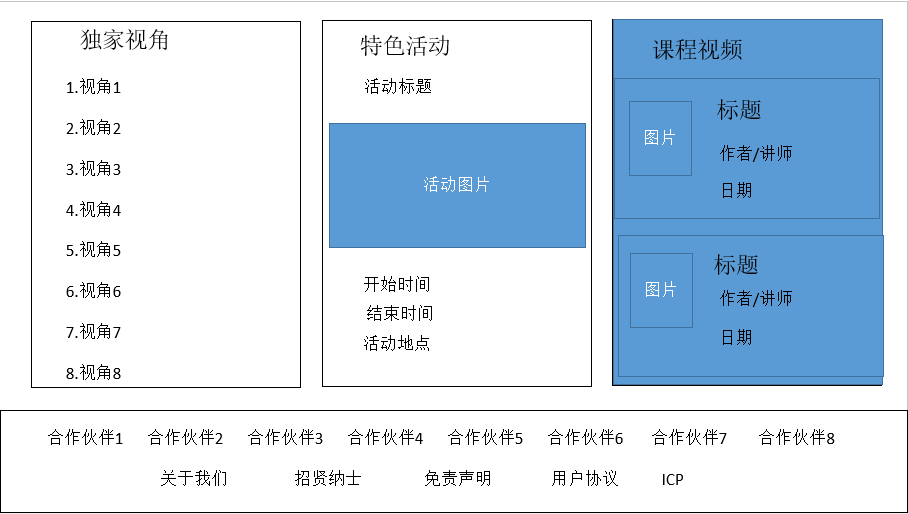 独家视角
1.视角1
2.视角2
3.视角3
4.视角4
5.视角5
6.视角6
7.视角7
8.视角8
特色活动
活动标题
活动图片
开始时间
结束时间
活动地点
课程视频
图片
标题
作者/讲师
日期
图片
标题
作者/讲师
日期
合作伙伴1 合作伙伴2 合作伙伴3 合作伙伴4 合作伙伴5 合作伙伴6 合作伙伴7 合作伙伴8
关于我们 招贤纳士 免责声明 用户协议 ICP